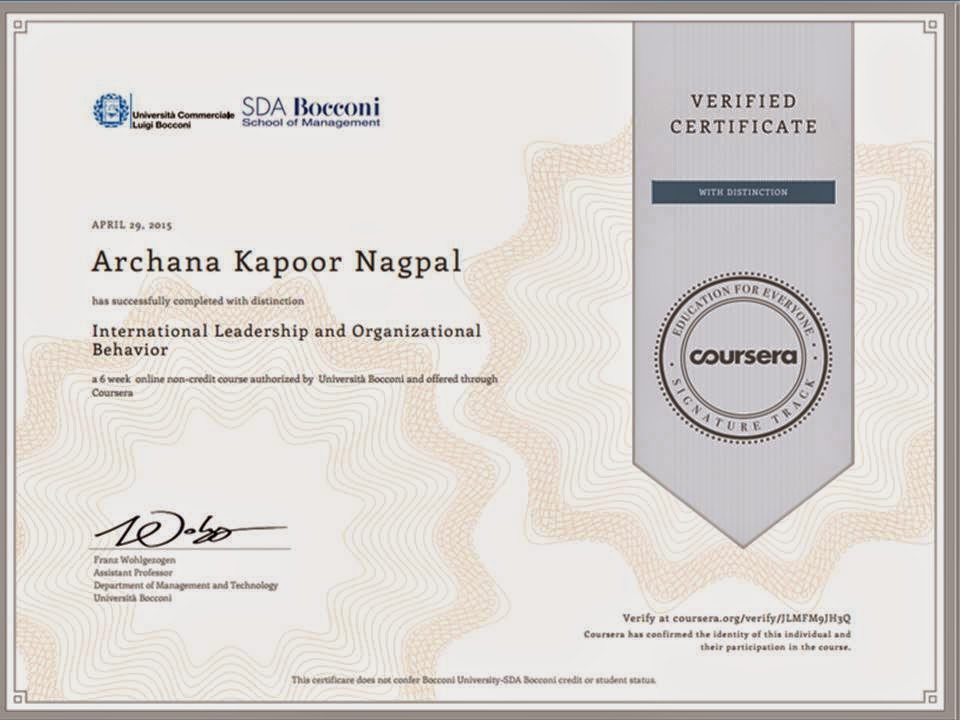 Università Commerciale
Luigi Bocconi
SDA Bocconi
School of Management
VERIFIED
CERTIFICATE
WITH DISTINCTION
APRIL 29, 2015
Archana Kapoor Nagpal
has successfully completed with distinction
International Leadership and Organizational
Behavior
a 6 week online non-credit course authorized by Università Bocconi and offered through
Coursera
EDUCATION FOR EVERYONE
coursera
SIGNATURE TRACK
Franz Wohlgezogen
Assistant Professor
Department of Management and Technology
Università Bocconi
Verify at coursera.org/verify/JLMFM9JH3Q
Coursera has confirmed the identity of this individual and
their participation in the course.
This certificate does not confer Bocconi University-SDA Bocconi credit or student status.